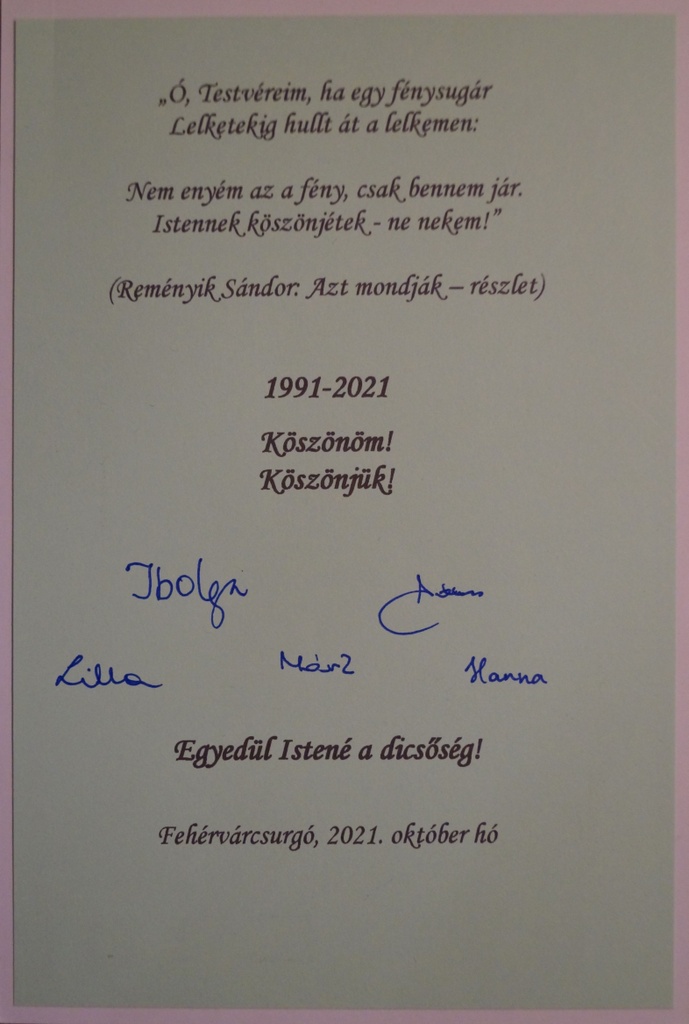 „Ó, Testvéreim, ha egy fénysugár
Lelketekig hullt át a lelkemen:
Nem enyém az a fény, csak bennem jár.
Istennek köszönjétek - ne nekem!”
(Reményik Sándor: Azt mondják – részlet)
1991-2021
Köszönöm!
Köszönjük!
Ibolya
Lilla Hanna
Egyedül Istené a dicsőség!
Fehérvárcsurgó, 2021. október hó